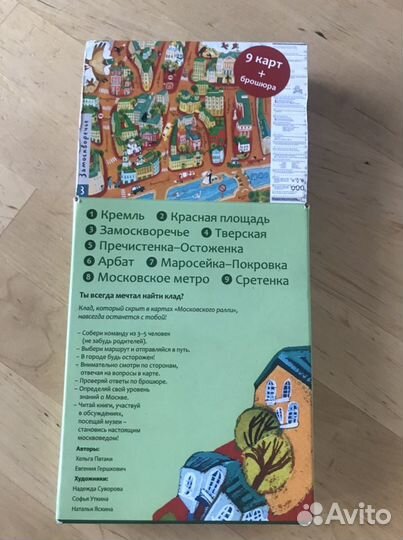 9 карт
+
брошюра
Замоскворечье
3
1 Кремль 2 Красная площадь
3 Замоскворечье 4 Тверская
5 Пречистенка–Остоженка
6 Арбат 7 Маросейка–Покровка
8 Московское метро 9 Сретенка
Ты всегда мечтал найти клад?
Клад, который скрыт в картах «Московского ралли»,
навсегда останется с тобой!
– Собери команду из 3–5 человек
(не забудь родителей).
– Выбери маршрут и отправляйся в путь.
– В городе будь осторожен!
– Внимательно смотри по сторонам,
отвечая на вопросы в карте.
– Проверяй ответы по брошюре.
– Определяй свой уровень
знаний о Москве.
– Читай книги, участвуй
в обсуждениях,
посещай музеи –
становись настоящим
москвоведом!
Авторы:
Хельга Патаки
Евгения Гершкович
Художники:
Надежда Суворова
Софья Уткина
Наталья Яскина
Avito